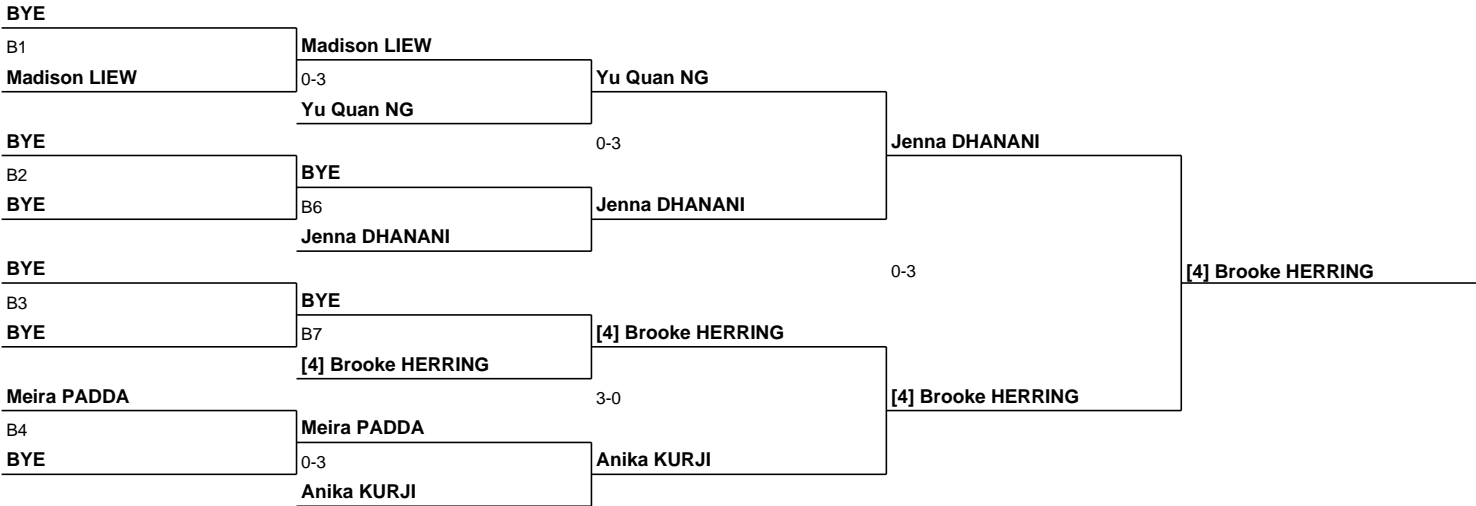 BYE
B1
Madison LIEW
Madison LIEW
0-3
Yu Quan NG
Yu Quan NG
BYE
0-3
Jenna DHANANI
B2
BYE
BYE
B6
Jenna DHANANI
Jenna DHANANI
BYE
0-3
[4] Brooke HERRING
B3
BYE
BYE
B7
[4] Brooke HERRING
[4] Brooke HERRING
Meira PADDA
3-0
[4] Brooke HERRING
B4
Meira PADDA
BYE
0-3
Anika KURJI
Anika KURJI